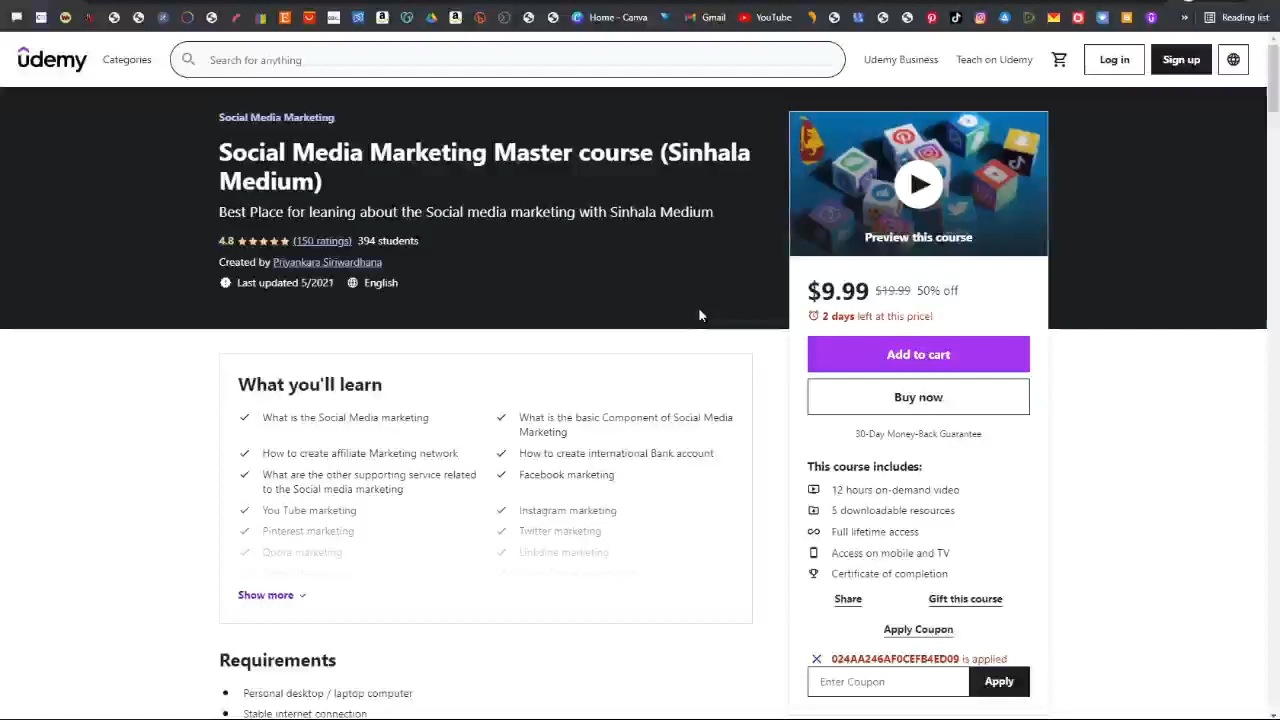 Home - Canva
Gmail
YouTube
»
Reading list
ûdemy
Categories
Search for anything
Udemy Business
Teach on Udemy
Log in
Sign up
Social Media Marketing
Social Media Marketing Master course (Sinhala
Medium)
Best Place for leaning about the Social media marketing with Sinhala Medium
4.8 (150 ratings) 394 students
Created by Priyankara Siriwardhana
Last updated 5/2021 English
Preview this course
$9.99 $19.99 50% off
2 days left at this price!
Add to cart
Buy now
30-Day Money-Back Guarantee
This course includes:
12 hours on-demand video
5 downloadable resources
Full lifetime access
Access on mobile and TV
Certificate of completion
Share
Gift this course
Apply Coupon
024AA246AF0CEFB4ED09 is applied
Enter Coupon
Apply
What you'll learn
What is the Social Media marketing
What is the basic Component of Social Media
Marketing
How to create affiliate Marketing network
How to create international Bank account
What are the other supporting service related
to the Social media marketing
Facebook marketing
You Tube marketing
Instagram marketing
Pinterest marketing
Twitter marketing
Quora marketing
Linkdine marketing
Show more
Requirements
Personal desktop / laptop computer
Stable internet connection